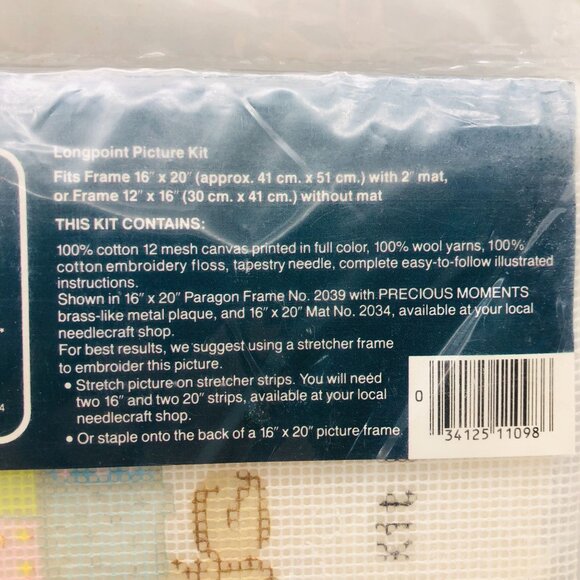 Longpoint Picture Kit
Fits Frame 16" x 20" (approx. 41 cm. x 51 cm.) with 2" mat,
or Frame 12" x 16" (30 cm. x 41 cm.) without mat
THIS KIT CONTAINS:
100% cotton 12 mesh canvas printed in full color, 100% wool yarns, 100%
cotton embroidery floss, tapestry needle, complete easy-to-follow illustrated
instructions.
Shown in 16" x 20" Paragon Frame No. 2039 with PRECIOUS MOMENTS
brass-like metal plaque, and 16" x 20" Mat No. 2034, available at your local
needlecraft shop.
For best results, we suggest using a stretcher frame
to embroider this picture.
• Stretch picture on stretcher strips. You will need
two 16" and two 20" strips, available at your local
needlecraft shop.
• Or staple onto the back of a 16" x 20" picture frame.
0 34125 11098
4